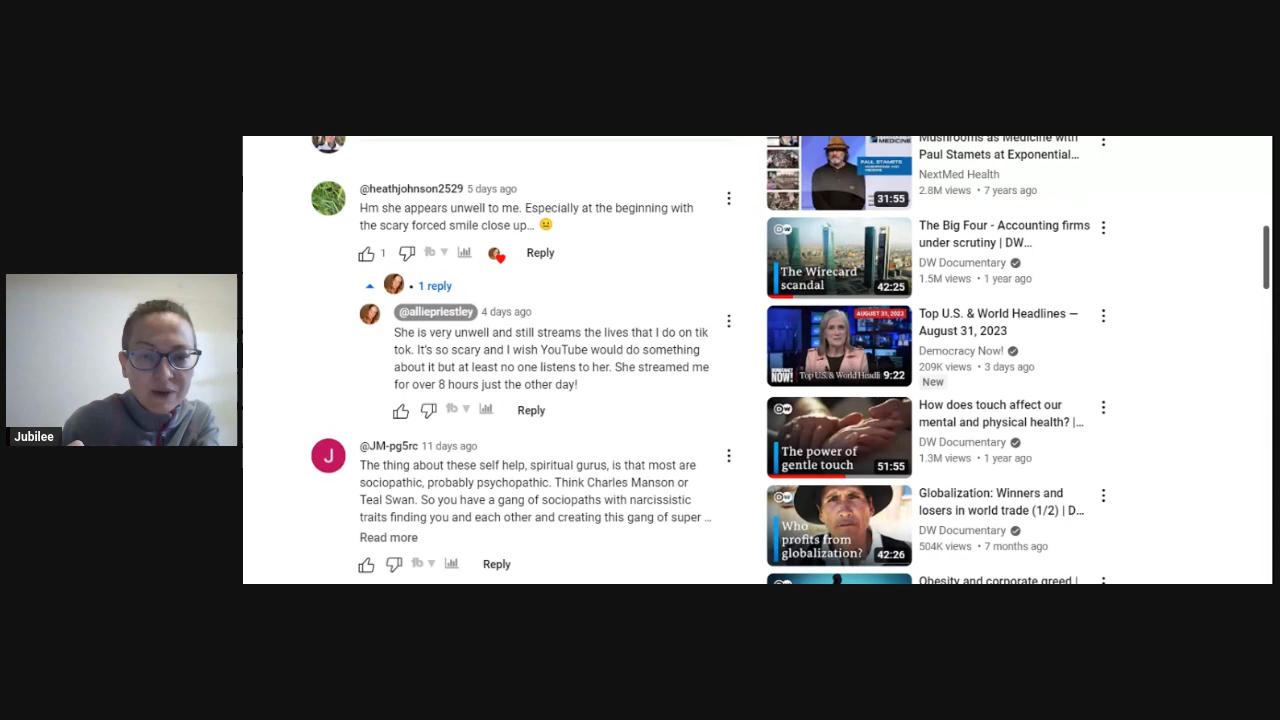 @heathjohnson2529 5 days ago
Hm she appears unwell to me. Especially at the beginning with
the scary forced smile close up... 😐
1
Reply
• 1 reply
@alliepriestley 4 days ago
She is very unwell and still streams the lives that I do on tik
tok. It's so scary and I wish YouTube would do something
about it but at least no one listens to her. She streamed me
for over 8 hours just the other day!
Reply
J
@JM-pg5rc 11 days ago
The thing about these self help, spiritual gurus, is that most are
sociopathic, probably psychopathic. Think Charles Manson or
Teal Swan. So you have a gang of sociopaths with narcissistic
traits finding you and each other and creating this gang of super ...
Read more
Reply
Jubilee
MEDICINE
PAUL STAMETS
31:55
Mushrooms as Medicine with
Paul Stamets at Exponential...
NextMed Health
2.8M views • 7 years ago
DW
The Wirecard
scandal
42:25
The Big Four - Accounting firms
under scrutiny | DW...
DW Documentary
1.5M views • 1 year ago
AUGUST 31, 2023
DEMOCRACY
NOW!
Top U.S. & World Headli
9:22
Top U.S. & World Headlines —
August 31, 2023
Democracy Now!
209K views • 3 days ago
New
DW
The power of
gentle touch
51:55
How does touch affect our
mental and physical health? |...
DW Documentary
1.3M views • 1 year ago
DW
Who
profits from
globalization?
42:26
Globalization: Winners and
losers in world trade (1/2) | D...
DW Documentary
504K views • 7 months ago
Obesity and corporate greed |